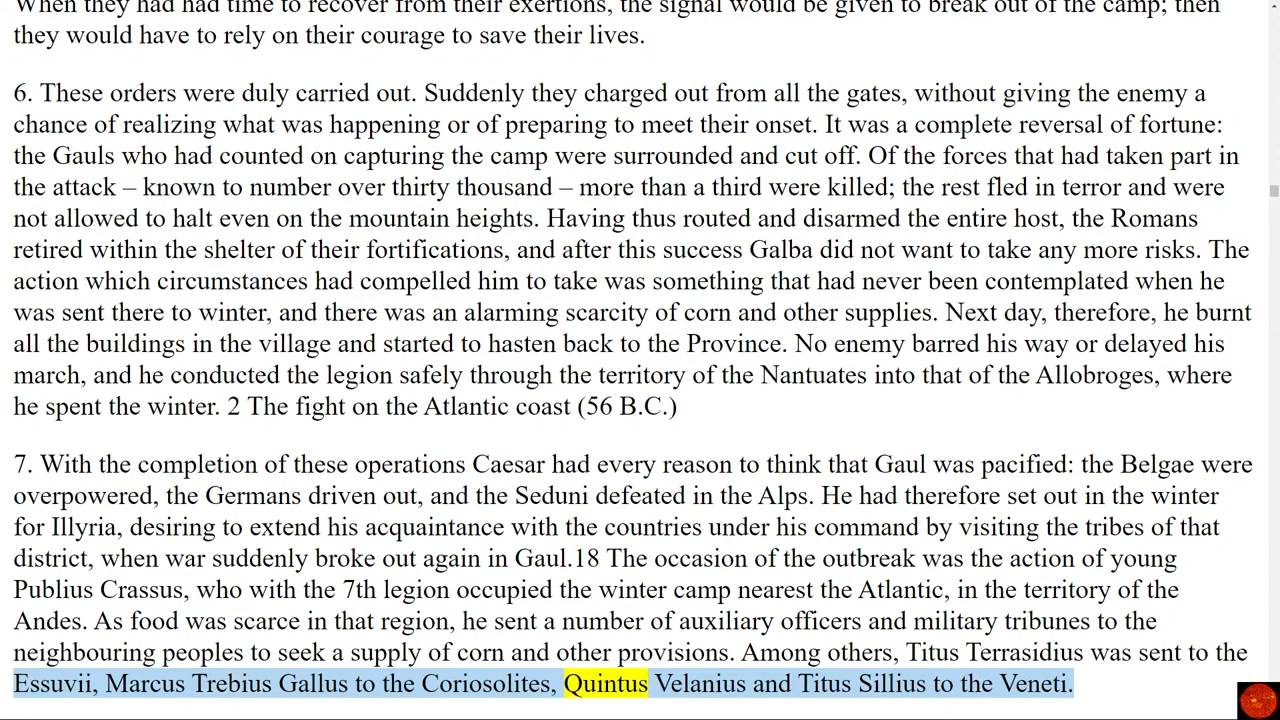 When they had had time to recover from their exertions, the signal would be given to break out of the camp; then
they would have to rely on their courage to save their lives.
6. These orders were duly carried out. Suddenly they charged out from all the gates, without giving the enemy a
chance of realizing what was happening or of preparing to meet their onset. It was a complete reversal of fortune:
the Gauls who had counted on capturing the camp were surrounded and cut off. Of the forces that had taken part in
the attack – known to number over thirty thousand – more than a third were killed; the rest fled in terror and were
not allowed to halt even on the mountain heights. Having thus routed and disarmed the entire host, the Romans
retired within the shelter of their fortifications, and after this success Galba did not want to take any more risks. The
action which circumstances had compelled him to take was something that had never been contemplated when he
was sent there to winter, and there was an alarming scarcity of corn and other supplies. Next day, therefore, he burnt
all the buildings in the village and started to hasten back to the Province. No enemy barred his way or delayed his
march, and he conducted the legion safely through the territory of the Nantuates into that of the Allobroges, where
he spent the winter. 2 The fight on the Atlantic coast (56 B.C.)
7. With the completion of these operations Caesar had every reason to think that Gaul was pacified: the Belgae were
overpowered, the Germans driven out, and the Seduni defeated in the Alps. He had therefore set out in the winter
for Illyria, desiring to extend his acquaintance with the countries under his command by visiting the tribes of that
district, when war suddenly broke out again in Gaul.18 The occasion of the outbreak was the action of young
Publius Crassus, who with the 7th legion occupied the winter camp nearest the Atlantic, in the territory of the
Andes. As food was scarce in that region, he sent a number of auxiliary officers and military tribunes to the
neighbouring peoples to seek a supply of corn and other provisions. Among others, Titus Terrasidius was sent to the
Essuvii, Marcus Trebius Gallus to the Coriosolites, Quintus Velanius and Titus Sillius to the Veneti.